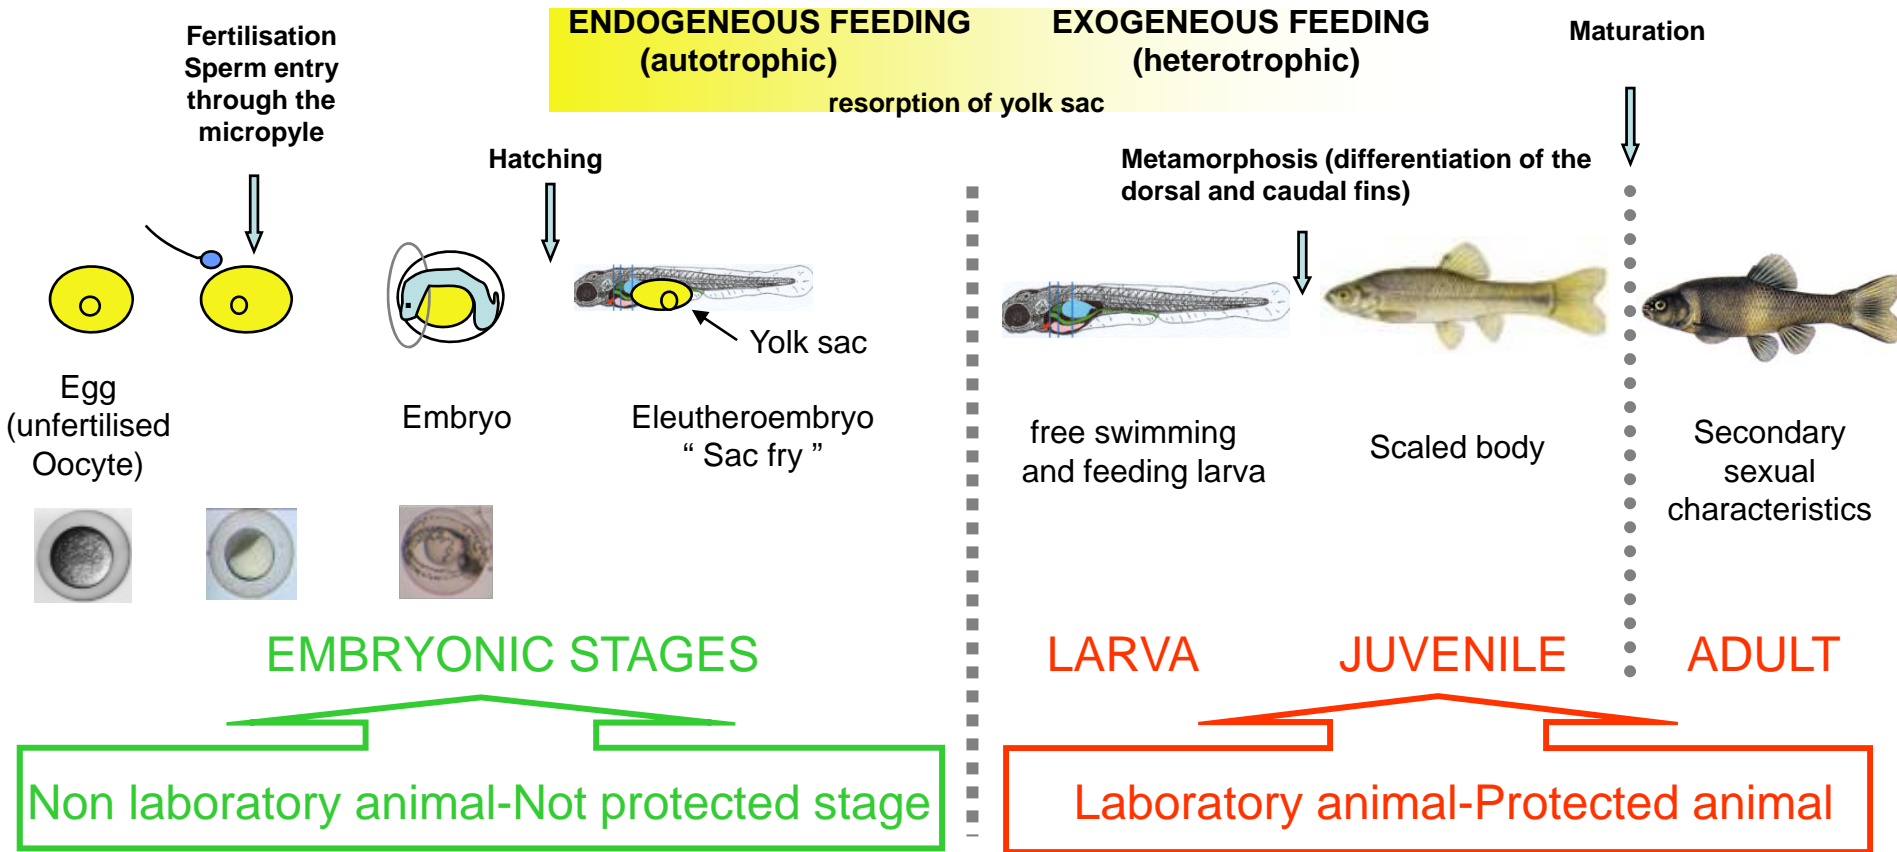 Fertilisation
Sperm entry
through the
micropyle
ENDOGENEOUS FEEDING
(autotrophic)
EXOGENEOUS FEEDING
(heterotrophic)
resorption of yolk sac
Maturation
Hatching
Metamorphosis (differentiation of the
dorsal and caudal fins)
Yolk sac
Egg
(unfertilised
Oocyte)
Embryo
Eleutheroembryo
“ Sac fry ”
free swimming
and feeding larva
Scaled body
Secondary
sexual
characteristics
EMBRYONIC STAGES
LARVA
JUVENILE
ADULT
Non laboratory animal-Not protected stage
Laboratory animal-Protected animal